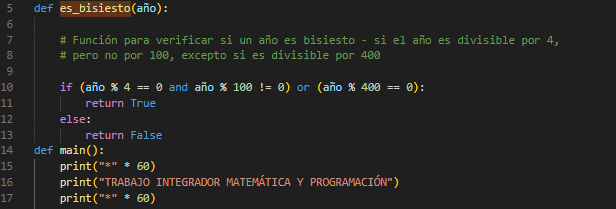 5 def es_bisiesto(año):
6
7 # Función para verificar si un año es bisiesto - si el año es divisible por 4,
8 # pero no por 100, excepto si es divisible por 400
9
10 if (año % 4 == 0 and año % 100 != 0) or (año % 400 == 0):
11 return True
12 else:
13 return False
14 def main():
15 print("*" * 60)
16 print("TRABAJO INTEGRADOR MATEMÁTICA Y PROGRAMACIÓN")
17 print("*" * 60)